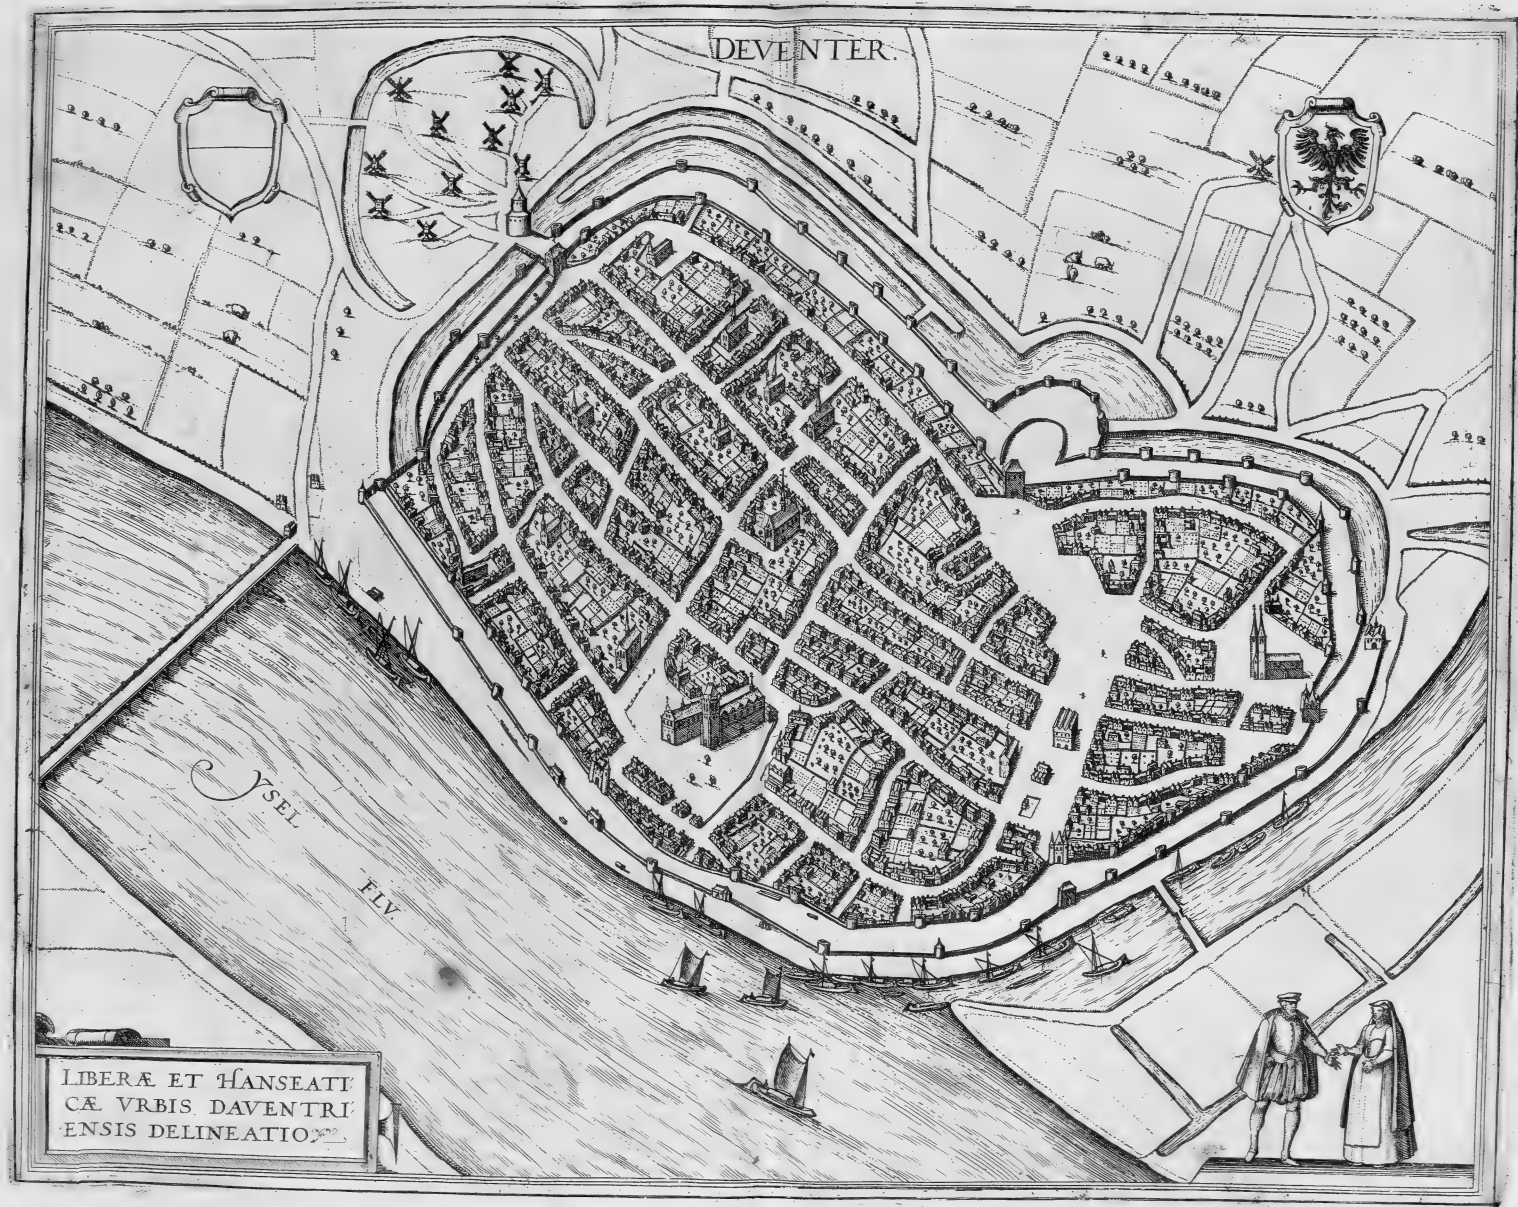 DEVENTER.
YSEL
FLV.
LIBERÆ ET HANSEATI:
CÆ VRBIS DAVENTRI:
ENSIS DELINEATIO